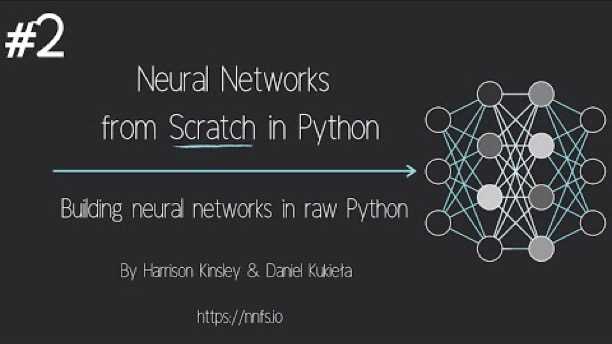 #2
Neural Networks
from Scratch in Python
Building neural networks in raw Python
By Harrison Kinsley & Daniel Kukieła
https://nnfs.io